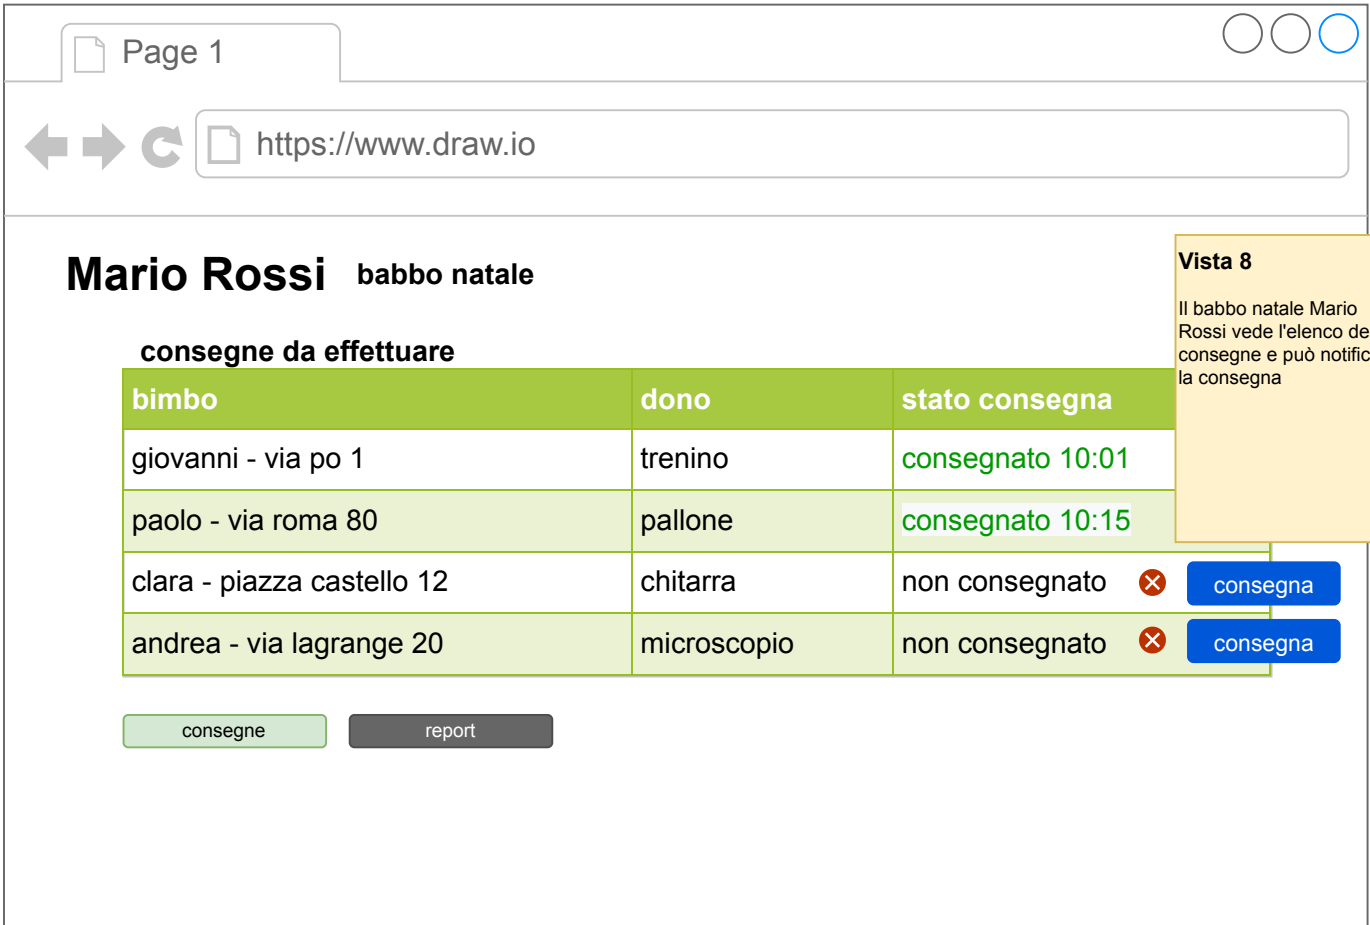 Page 1
https://www.draw.io
Mario Rossi babbo natale
Vista 8
Il babbo natale Mario
Rossi vede l'elenco
consegne e può
la consegna
consegne da effettuare
bimbo dono stato consegna
giovanni - via po 1 trenino consegnato 10:01
paolo - via roma 80 pallone consegnato 10:15
clara - piazza castello 12 chitarra non consegnato consegna
andrea - via lagrange 20 microscopio non consegnato consegna
consegne report